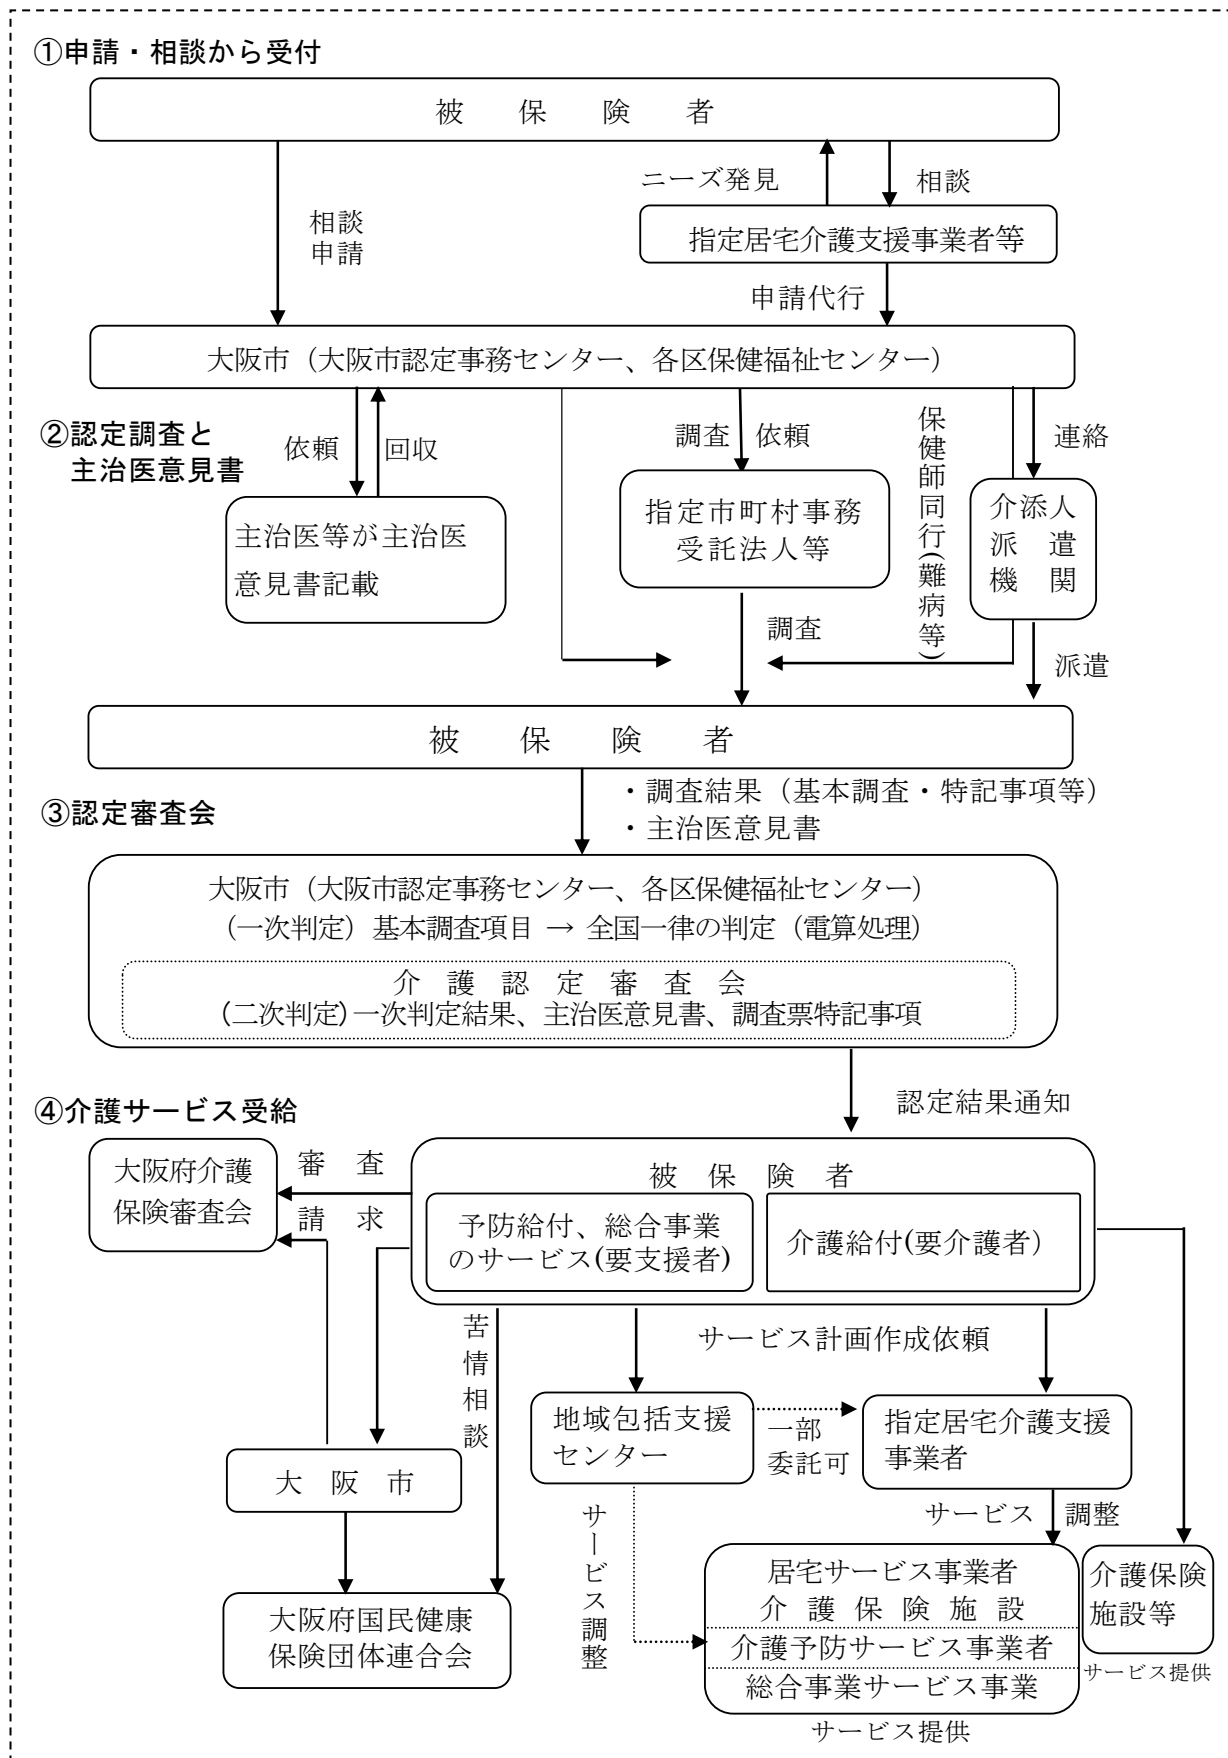 ①申請・相談から受付
被保険者
ニーズ発見
相談
相談
申請
指定居宅介護支援事業者等
申請代行
大阪市（大阪市認定事務センター、各区保健福祉センター）
②認定調査と
主治医意見書
依頼
回収
調査
依頼
保健師同行(難病等)
連絡
主治医等が主治医
意見書記載
指定市町村事務
受託法人等
介添人
派遣
機関
調査
派遣
被保険者
③認定審査会
・調査結果（基本調査・特記事項等）
・主治医意見書
大阪市（大阪市認定事務センター、各区保健福祉センター）
（一次判定）基本調査項目 → 全国一律の判定（電算処理）
介護認定審査会
(二次判定)一次判定結果、主治医意見書、調査票特記事項
認定結果通知
④介護サービス受給
大阪府介護
保険審査会
審査
請求
被保険者
予防給付、総合事業
のサービス(要支援者)
介護給付(要介護者）
苦情相談
サービス計画作成依頼
地域包括支援
センター
一部
委託可
指定居宅介護支援
事業者
大阪市
サービス調整
サービス
調整
大阪府国民健康
保険団体連合会
居宅サービス事業者
介護保険施設
介護予防サービス事業者
総合事業サービス事業
サービス提供
介護保険
施設等
サービス提供